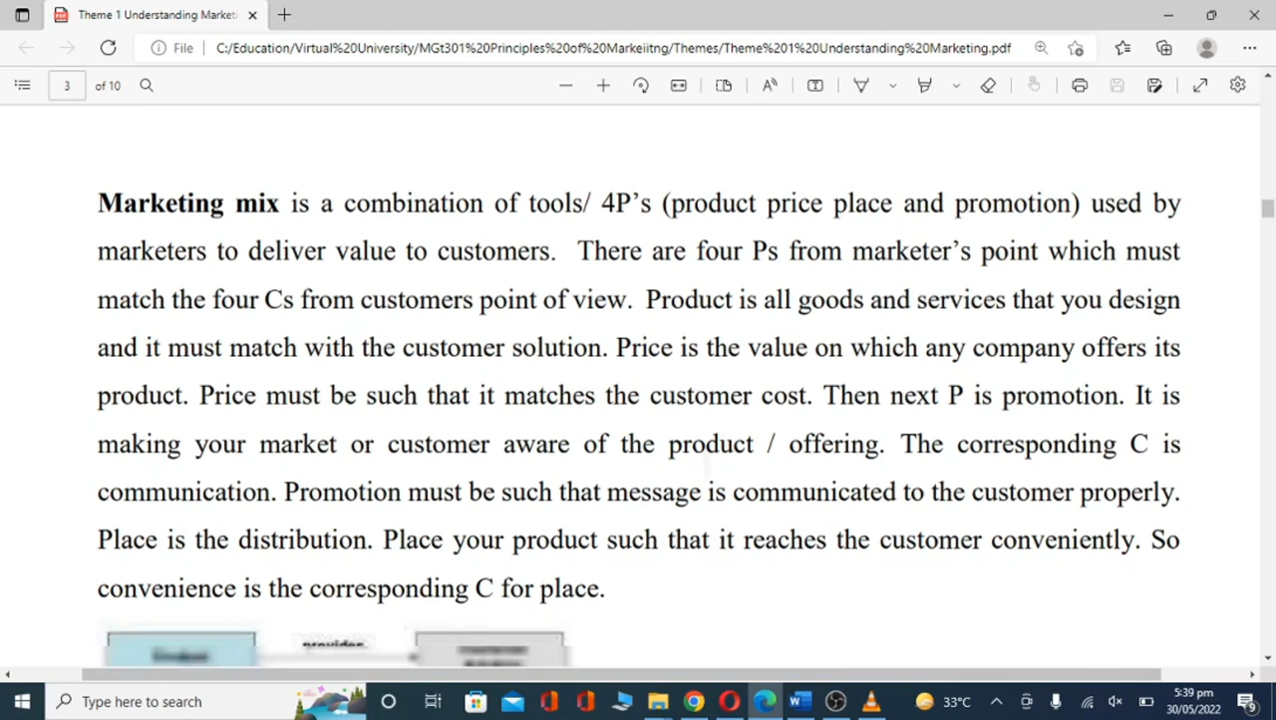 Theme 1 Understanding Marketi
File
C:/Education/Virtual%20University/MGt301%20Principles%20of%20Markeiitng/Themes/Theme%201%20Understanding%20Marketing.pdf
3 of 10
Marketing mix is a combination of tools/ 4P’s (product price place and promotion) used by
marketers to deliver value to customers.  There are four Ps from marketer’s point which must
match the four Cs from customers point of view.  Product is all goods and services that you design
and it must match with the customer solution. Price is the value on which any company offers its
product. Price must be such that it matches the customer cost. Then next P is promotion. It is
making your market or customer aware of the product / offering. The corresponding C is
communication. Promotion must be such that message is communicated to the customer properly.
Place is the distribution. Place your product such that it reaches the customer conveniently. So
convenience is the corresponding C for place.
Type here to search
33°C
5:39 pm
30/05/2022
9